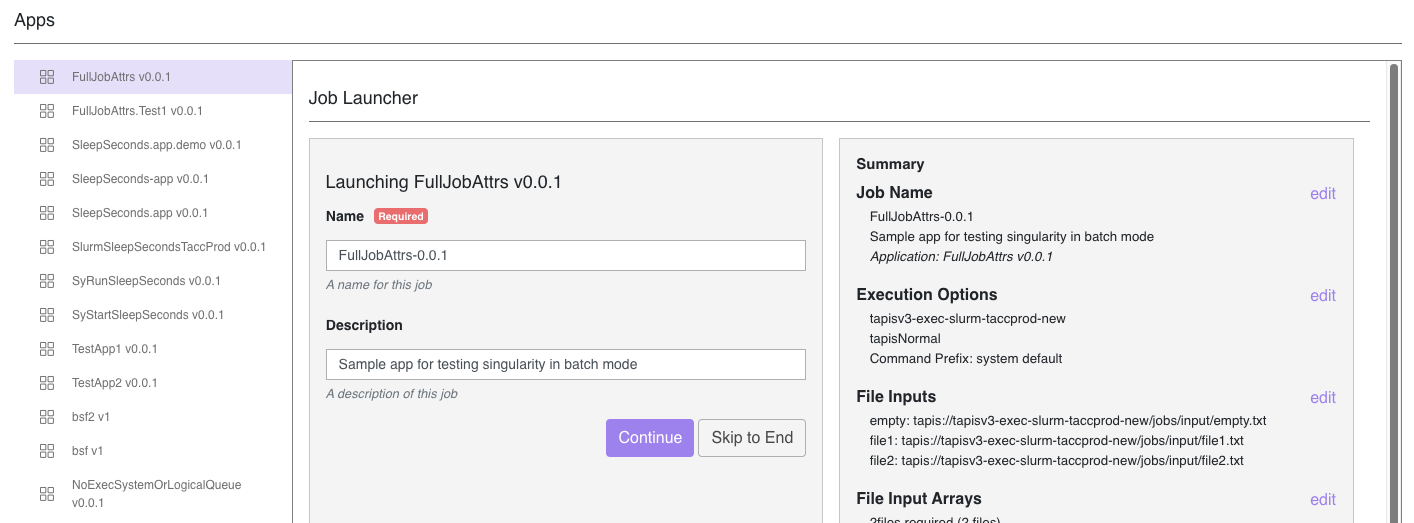 Apps
FullJobAttrs v0.0.1
FullJobAttrs.Test1 v0.0.1
SleepSeconds.app.demo v0.0.1
SleepSeconds-app v0.0.1
SleepSeconds.app v0.0.1
SlurmSleepSecondsTaccProd v0.0.1
SyRunSleepSeconds v0.0.1
SyStartSleepSeconds v0.0.1
TestApp1 v0.0.1
TestApp2 v0.0.1
bsf2 v1
bsf v1
NoExecSystemOrLogicalQueue
v0.0.1
Job Launcher
Launching FullJobAttrs v0.0.1
Name Required
FullJobAttrs-0.0.1
A name for this job
Description
Sample app for testing singularity in batch mode
A description of this job
Continue Skip to End
Summary
Job Name edit
FullJobAttrs-0.0.1
Sample app for testing singularity in batch mode
Application: FullJobAttrs v0.0.1
Execution Options edit
tapisv3-exec-slurm-taccprod-new
tapisNormal
Command Prefix: system default
File Inputs edit
empty: tapis://tapisv3-exec-slurm-taccprod-new/jobs/input/empty.txt
file1: tapis://tapisv3-exec-slurm-taccprod-new/jobs/input/file1.txt
file2: tapis://tapisv3-exec-slurm-taccprod-new/jobs/input/file2.txt
File Input Arrays edit
2files required (2 files)